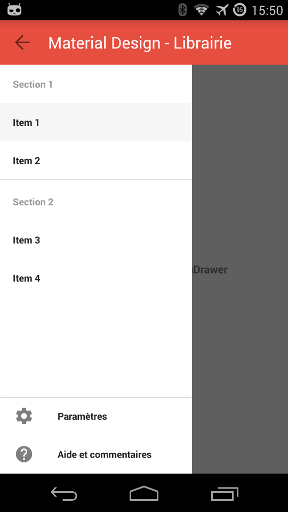 15:50
Material Design - Librairie
Section 1
Item 1
Item 2
Section 2
Item 3
Drawer
Item 4
Paramètres
Aide et commentaires